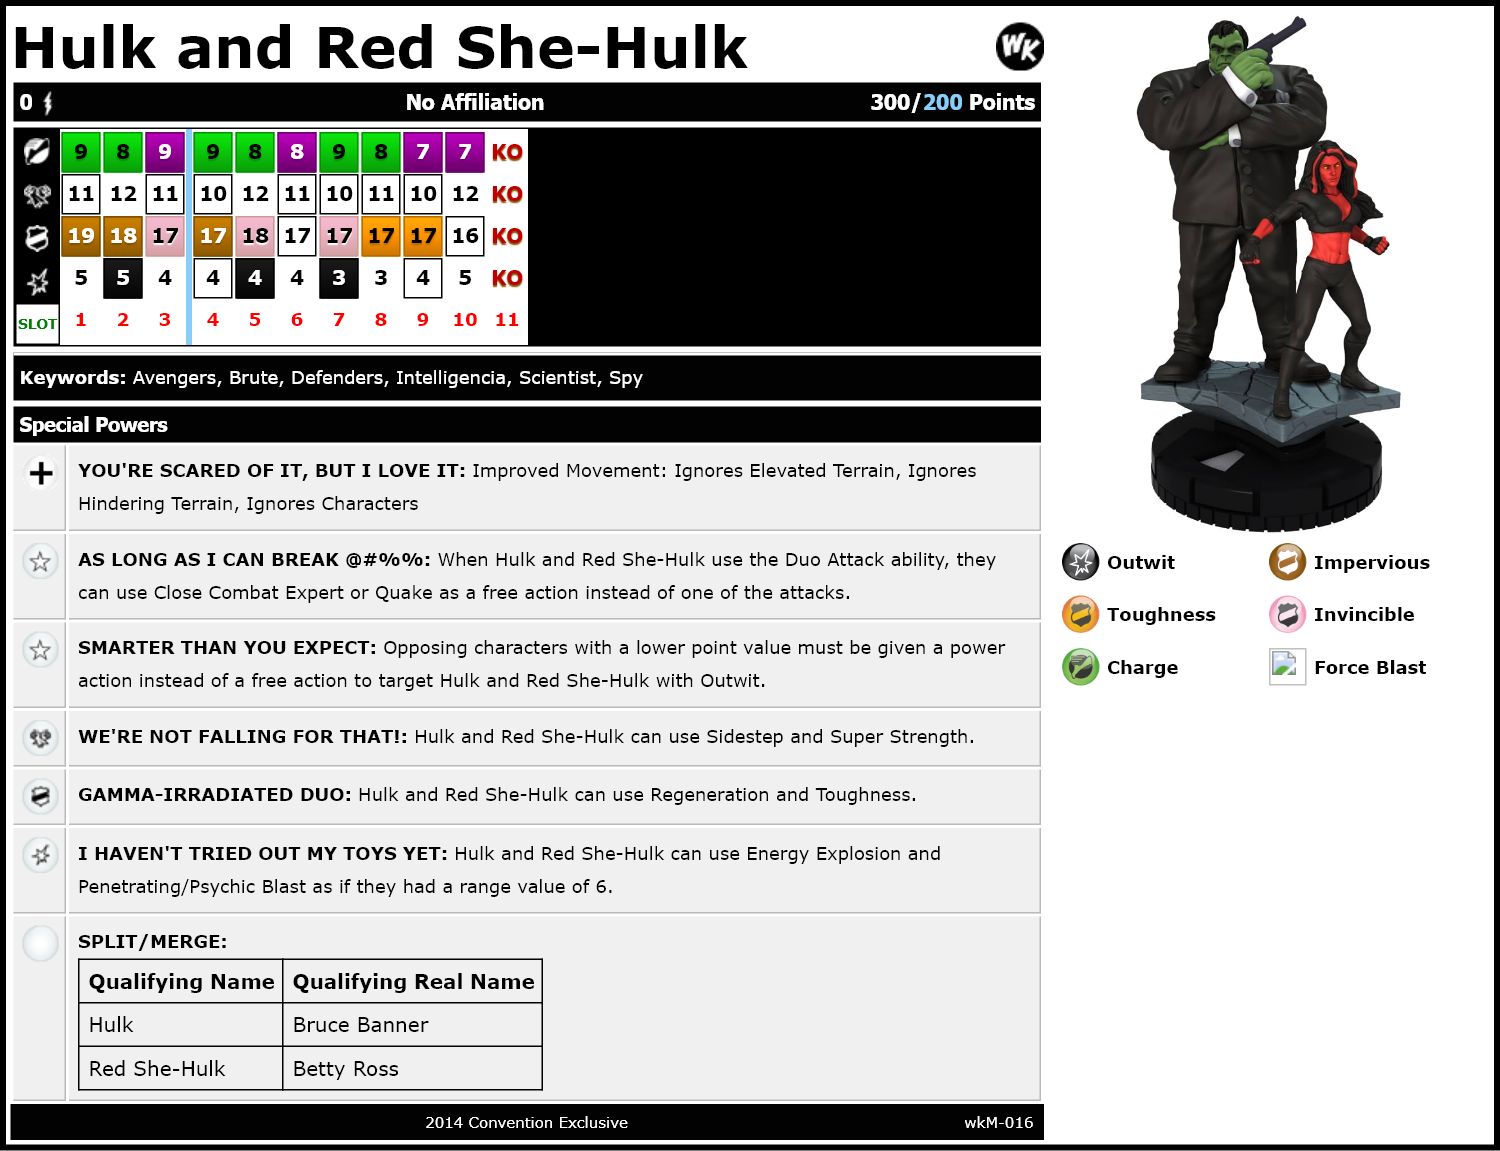 Hulk and Red She-Hulk
WK
0 No Affiliation 300/200 Points
9 8 9 9 8 8 9 8 7 7 KO
11 12 11 10 12 11 10 11 10 12 KO
19 18 17 17 18 17 17 17 17 16 KO
5 5 4 4 4 4 3 3 4 5 KO
SLOT 1 2 3 4 5 6 7 8 9 10 11
Keywords: Avengers, Brute, Defenders, Intelligencia, Scientist, Spy
Special Powers
YOU'RE SCARED OF IT, BUT I LOVE IT: Improved Movement: Ignores Elevated Terrain, Ignores
Hindering Terrain, Ignores Characters
AS LONG AS I CAN BREAK @#%%: When Hulk and Red She-Hulk use the Duo Attack ability, they
can use Close Combat Expert or Quake as a free action instead of one of the attacks.
SMARTER THAN YOU EXPECT: Opposing characters with a lower point value must be given a power
action instead of a free action to target Hulk and Red She-Hulk with Outwit.
WE'RE NOT FALLING FOR THAT!: Hulk and Red She-Hulk can use Sidestep and Super Strength.
GAMMA-IRRADIATED DUO: Hulk and Red She-Hulk can use Regeneration and Toughness.
I HAVEN'T TRIED OUT MY TOYS YET: Hulk and Red She-Hulk can use Energy Explosion and
Penetrating/Psychic Blast as if they had a range value of 6.
SPLIT/MERGE:
Qualifying Name Qualifying Real Name
Hulk Bruce Banner
Red She-Hulk Betty Ross
2014 Convention Exclusive wkM-016
Outwit Impervious
Toughness Invincible
Charge Force Blast